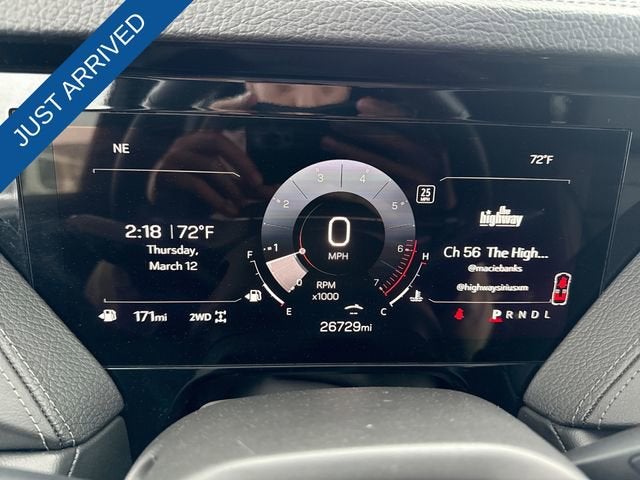 JUST ARRIVED
NE
72°F
2:18 | 72°F
Thursday,
March 12
171mi
2WD
F
E
0
1
2
3
4
5
6
7
0
MPH
RPM
x1000
26729mi
H
C
25
MPH
the
highway
Ch 56 The High...
@maciebanks
@highwaysiriusxm
P R N D L